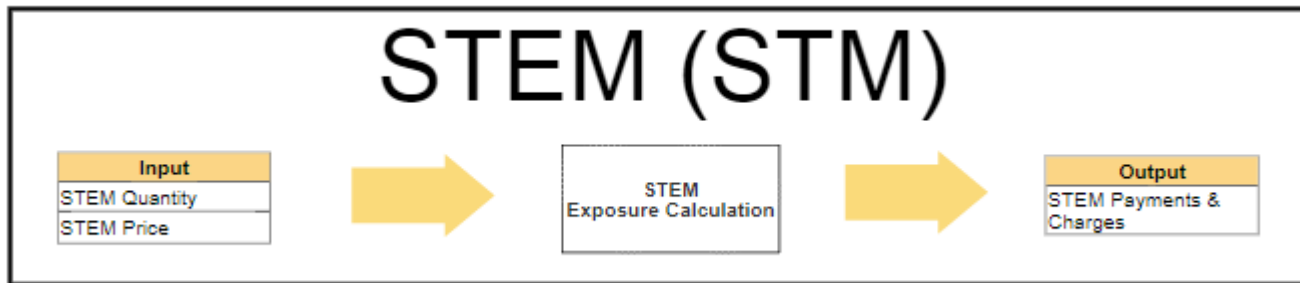 STEM (STM)
Input
STEM Quantity
STEM Price
STEM
Exposure Calculation
Output
STEM Payments &
Charges